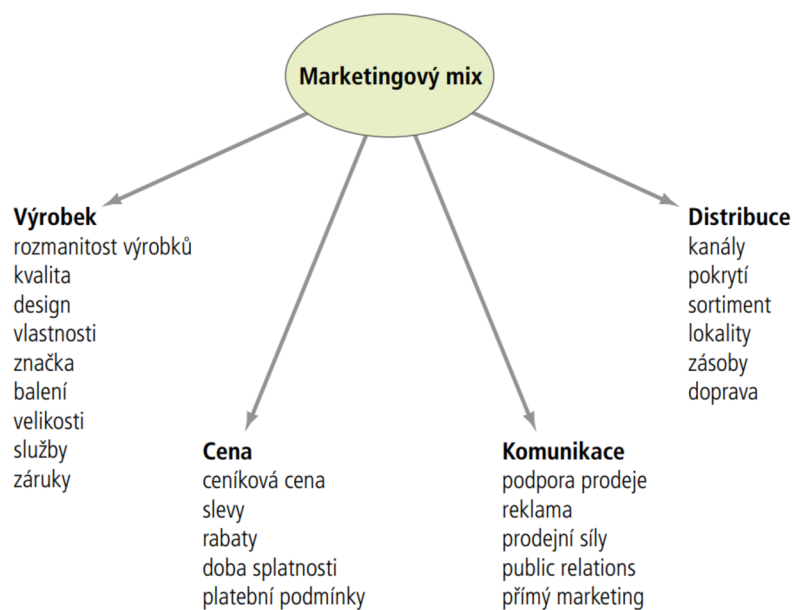 Marketingový mix
Výrobek
rozmanitost výrobků
kvalita
design
vlastnosti
značka
balení
velikosti
služby
záruky
Cena
ceníková cena
slevy
rabaty
doba splatnosti
platební podmínky
Komunikace
podpora prodeje
reklama
prodejní síly
public relations
přímý marketing
Distribuce
kanály
pokrytí
sortiment
lokality
zásoby
doprava